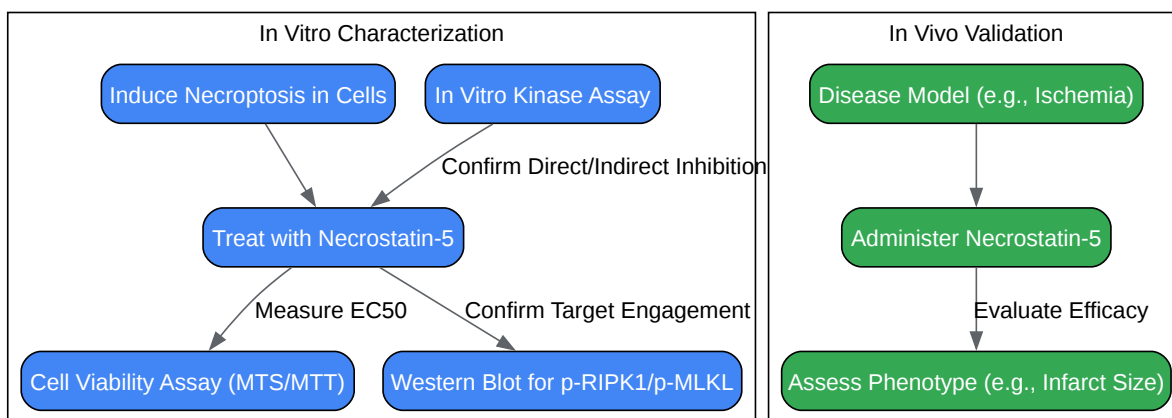 In Vitro Characterization
Induce Necroptosis in Cells
In Vitro Kinase Assay
Confirm Direct/Indirect Inhibition
Treat with Necrostatin-5
Measure EC50
Confirm Target Engagement
Cell Viability Assay (MTS/MTT)
Western Blot for p-RIPK1/p-MLKL
In Vivo Validation
Disease Model (e.g., Ischemia)
Administer Necrostatin-5
Evaluate Efficacy
Assess Phenotype (e.g., Infarct Size)